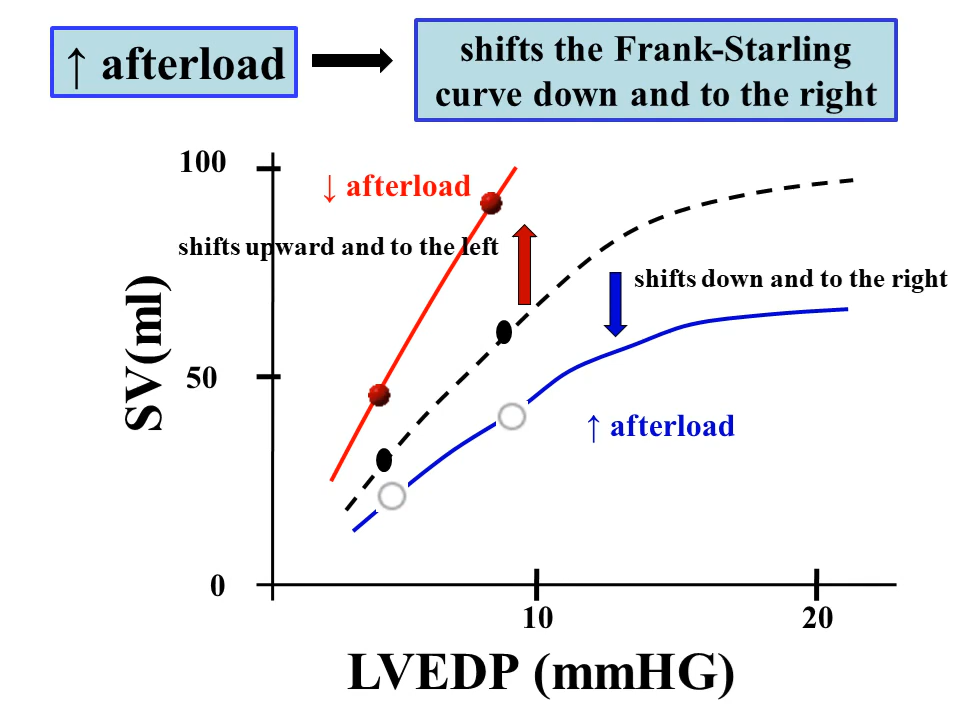 ↑ afterload
shifts the Frank-Starling
curve down and to the right
100
↓ afterload
shifts upward and to the left
shifts down and to the right
SV(ml)
50
↑ afterload
0
10
20
LVEDP (mmHG)